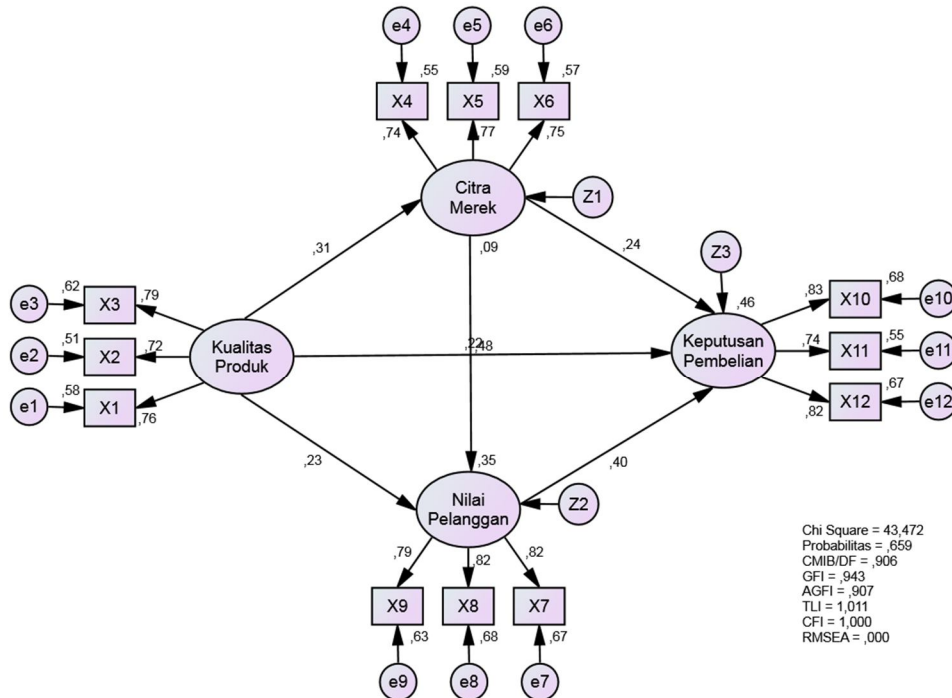 e4
e5
e6
,55
,59
,57
X4
X5
X6
,74
,77
,75
Citra
Merek
Z1
,09
,31
,24
Z3
,46
e3
,62
X3
,79
e2
,51
X2
,72
e1
,58
X1
,76
Kualitas
Produk
,22
,48
Keputusan
Pembelian
,83
X10
,68
e10
,74
X11
,55
e11
,82
X12
,67
e12
,23
,35
,40
Nilai
Pelanggan
Z2
,79
,82
,82
X9
X8
X7
,63
,68
,67
e9
e8
e7
Chi Square = 43,472
Probabilitas = ,659
CMIB/DF = ,906
GFI = ,943
AGFI = ,907
TLI = 1,011
CFI = 1,000
RMSEA = ,000